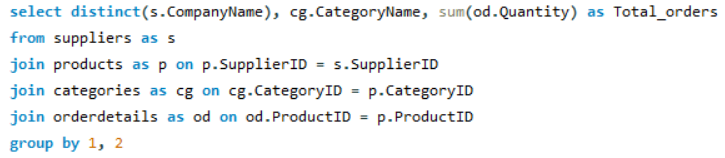 select distinct(s.CompanyName), cg.CategoryName, sum(od.Quantity) as Total_orders
from suppliers as s
join products as p on p.SupplierID = s.SupplierID
join categories as cg on cg.CategoryID = p.CategoryID
join orderdetails as od on od.ProductID = p.ProductID
group by 1, 2